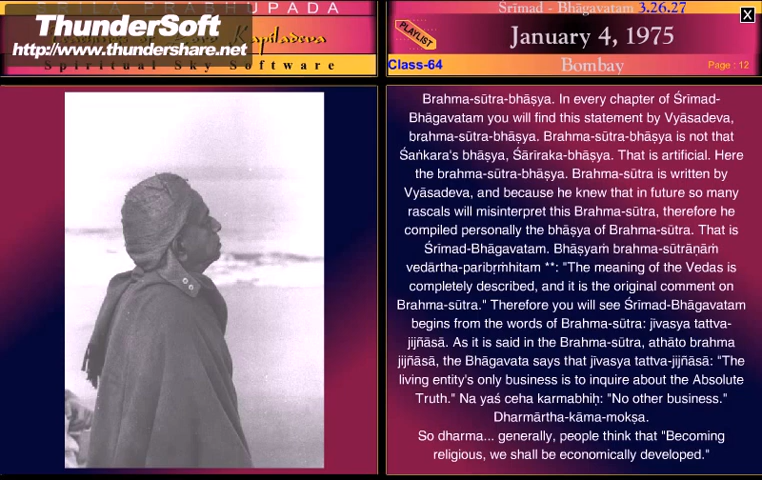 SRILA PRABHUPADA
ThunderSoft
http://www.thundershare.net
Kapiladeva
Spiritual Sky Software
Śrīmad - Bhāgavatam 3.26.27
X
PLAYLIST
January 4, 1975
Class-64
Bombay
Page : 12
Brahma-sūtra-bhāṣya. In every chapter of Śrīmad-
Bhāgavatam you will find this statement by Vyāsadeva,
brahma-sūtra-bhāṣya. Brahma-sūtra-bhāṣya is not that
Śaṅkara's bhāṣya, Śārīraka-bhāṣya. That is artificial. Here
the brahma-sūtra-bhāṣya. Brahma-sūtra is written by
Vyāsadeva, and because he knew that in future so many
rascals will misinterpret this Brahma-sūtra, therefore he
compiled personally the bhāṣya of Brahma-sūtra. That is
Śrīmad-Bhāgavatam. Bhāṣyaṁ brahma-sūtrāṇāṁ
vedārtha-paribṛṁhitam **: "The meaning of the Vedas is
completely described, and it is the original comment on
Brahma-sūtra." Therefore you will see Śrīmad-Bhāgavatam
begins from the words of Brahma-sūtra: jīvasya tattva-
jijñāsā. As it is said in the Brahma-sūtra, athāto brahma
jijñāsā, the Bhāgavata says that jīvasya tattva-jijñāsā: "The
living entity's only business is to inquire about the Absolute
Truth." Na yaś ceha karmabhiḥ: "No other business."
Dharmārtha-kāma-mokṣa.
So dharma... generally, people think that "Becoming
religious, we shall be economically developed."